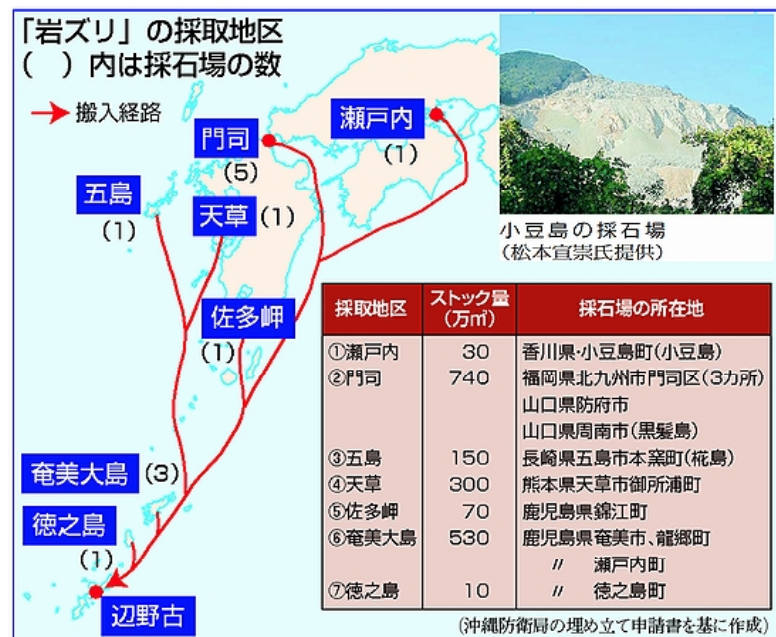 「岩ズリ」の採取地区
(　)内は採石場の数
搬入経路
瀬戸内
(1)
門司
(5)
五島
(1)
天草
(1)
佐多岬
(1)
奄美大島
(3)
徳之島
(1)
辺野古
小豆島の採石場
(松本宣崇氏提供)
採取地区 ストック量(万㎥) 採石場の所在地
①瀬戸内 30 香川県・小豆島町(小豆島)
②門司 740 福岡県北九州市門司区(3カ所)
山口県防府市
山口県周南市(黒髪島)
③五島 150 長崎県五島市本窯町(椛島)
④天草 300 熊本県天草市御所浦町
⑤佐多岬 70 鹿児島県錦江町
⑥奄美大島 530 鹿児島県奄美市、龍郷町
〃 瀬戸内町
⑦徳之島 10 〃 徳之島町
(沖縄防衛局の埋め立て申請書を基に作成)